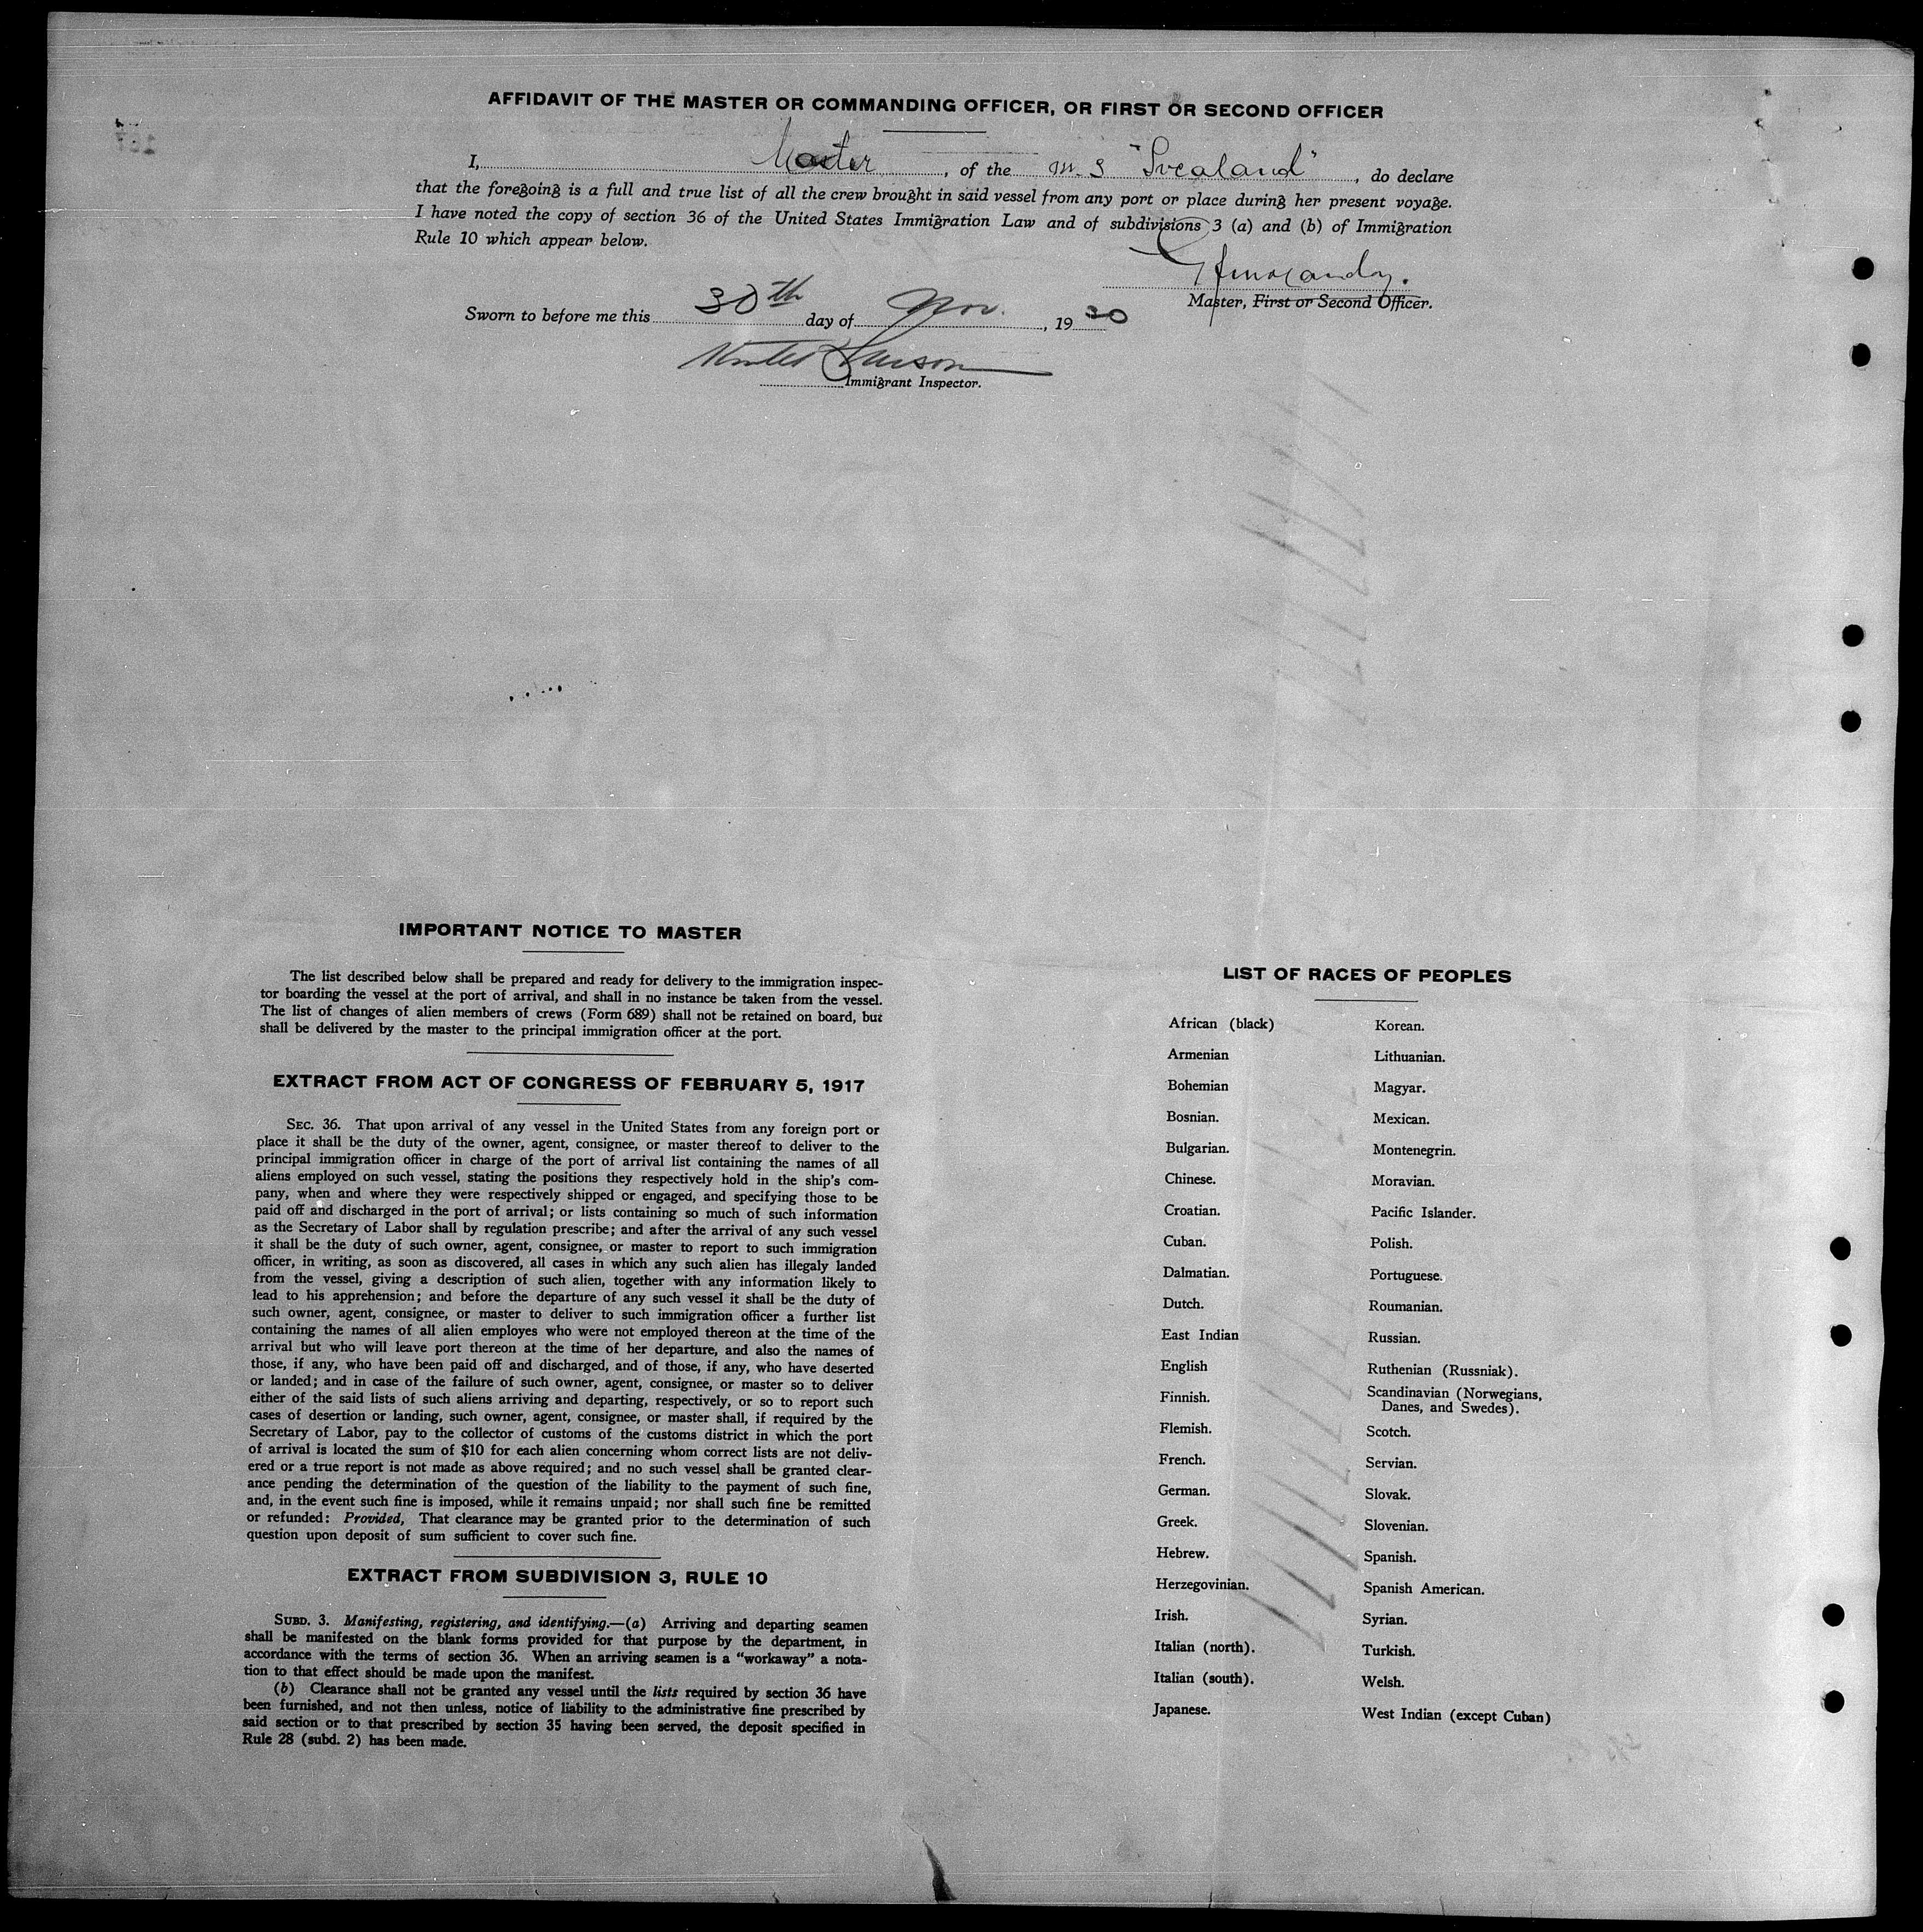 AFFIDAVIT OF THE MASTER OR COMMANDING OFFICER, OR FIRST OR SECOND OFFICER
I, Master, of the M.S "Svealand", do declare
that the foregoing is a full and true list of all the crew brought in said vessel from any port or place during her present voyage.
I have noted the copy of section 36 of the United States Immigration Law and of subdivisions 3 (a) and (b) of Immigration
Rule 10 which appear below.
Master, First or Second Officer.
Sworn to before me this 30th day of Nov., 1930
Immigrant Inspector.
IMPORTANT NOTICE TO MASTER
The list described below shall be prepared and ready for delivery to the immigration inspec-
tor boarding the vessel at the port of arrival, and shall in no instance be taken from the vessel.
The list of changes of alien members of crews (Form 689) shall not be retained on board, but
shall be delivered by the master to the principal immigration officer at the port.
EXTRACT FROM ACT OF CONGRESS OF FEBRUARY 5, 1917
SEC. 36. That upon arrival of any vessel in the United States from any foreign port or
place it shall be the duty of the owner, agent, consignee, or master thereof to deliver to the
principal immigration officer in charge of the port of arrival list containing the names of all
aliens employed on such vessel, stating the positions they respectively hold in the ship's com-
pany, when and where they were respectively shipped or engaged, and specifying those to be
paid off and discharged in the port of arrival; or lists containing so much of such information
as the Secretary of Labor shall by regulation prescribe; and after the arrival of any such vessel
it shall be the duty of such owner, agent, consignee, or master to report to such immigration
officer, in writing, as soon as discovered, all cases in which any such alien has illegaly landed
from the vessel, giving a description of such alien, together with any information likely to
lead to his apprehension; and before the departure of any such vessel it shall be the duty of
such owner, agent, consignee, or master to deliver to such immigration officer a further list
containing the names of all alien employes who were not employed thereon at the time of the
arrival but who will leave port thereon at the time of her departure, and also the names of
those, if any, who have been paid off and discharged, and of those, if any, who have deserted
or landed; and in case of the failure of such owner, agent, consignee, or master so to deliver
either of the said lists of such aliens arriving and departing, respectively, or so to report such
cases of desertion or landing, such owner, agent, consignee, or master shall, if required by the
Secretary of Labor, pay to the collector of customs of the customs district in which the port
of arrival is located the sum of $10 for each alien concerning whom correct lists are not deliv-
ered or a true report is not made as above required; and no such vessel shall be granted clear-
ance pending the determination of the question of the liability to the payment of such fine,
and, in the event such fine is imposed, while it remains unpaid; nor shall such fine be remitted
or refunded: Provided, That clearance may be granted prior to the determination of such
question upon deposit of sum sufficient to cover such fine.
EXTRACT FROM SUBDIVISION 3, RULE 10
SUBD. 3. Manifesting, registering, and identifying.—(a) Arriving and departing seamen
shall be manifested on the blank forms provided for that purpose by the department, in
accordance with the terms of section 36. When an arriving seamen is a "workaway" a nota-
tion to that effect should be made upon the manifest.
(b) Clearance shall not be granted any vessel until the lists required by section 36 have
been furnished, and not then unless, notice of liability to the administrative fine prescribed by
said section or to that prescribed by section 35 having been served, the deposit specified in
Rule 28 (subd. 2) has been made.
LIST OF RACES OF PEOPLES
African (black)
Armenian
Bohemian
Bosnian.
Bulgarian.
Chinese.
Croatian.
Cuban.
Dalmatian.
Dutch.
East Indian
English
Finnish.
Flemish.
French.
German.
Greek.
Hebrew.
Herzegovinian.
Irish.
Italian (north).
Italian (south).
Japanese.
Korean.
Lithuanian.
Magyar.
Mexican.
Montenegrin.
Moravian.
Pacific Islander.
Polish.
Portuguese.
Roumanian.
Russian.
Ruthenian (Russniak).
Scandinavian (Norwegians,
Danes, and Swedes).
Scotch.
Servian.
Slovak.
Slovenian.
Spanish.
Spanish American.
Syrian.
Turkish.
Welsh.
West Indian (except Cuban)